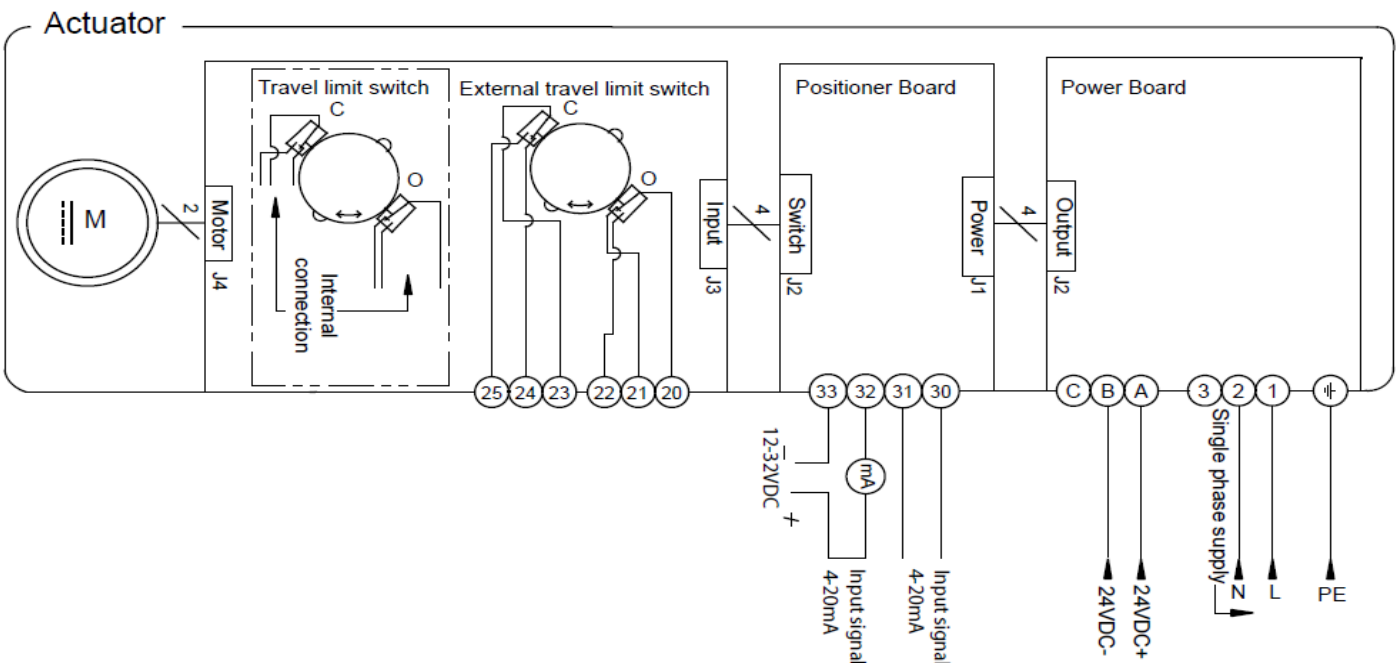 Actuator
Travel limit switch
External travel limit switch
Positioner Board
Power Board
C
C
O
O
M
2
Motor
J4
Internal
connection
Input
J3
4
Switch
J2
Power
J1
4
Output
J2
25 24 23 22 21 20
33 32 31 30
C B A
3 2 1
12-32VDC
-
+
mA
Input signal
4-20mA
Input signal
4-20mA
24VDC-
24VDC+
Single phase supply
N
L
PE